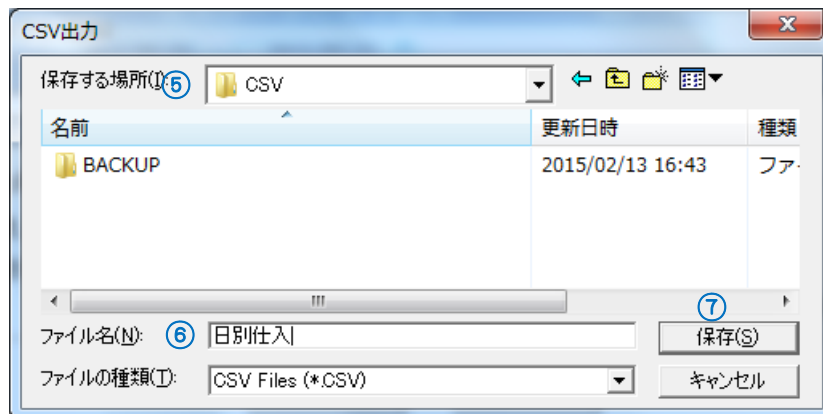 CSV出力
保存する場所(I): ⑤ CSV
名前 更新日時 種類
BACKUP 2015/02/13 16:43 ファ
⑦
ファイル名(N): ⑥ 日別仕入 保存(S)
ファイルの種類(T): CSV Files (*.CSV) キャンセル